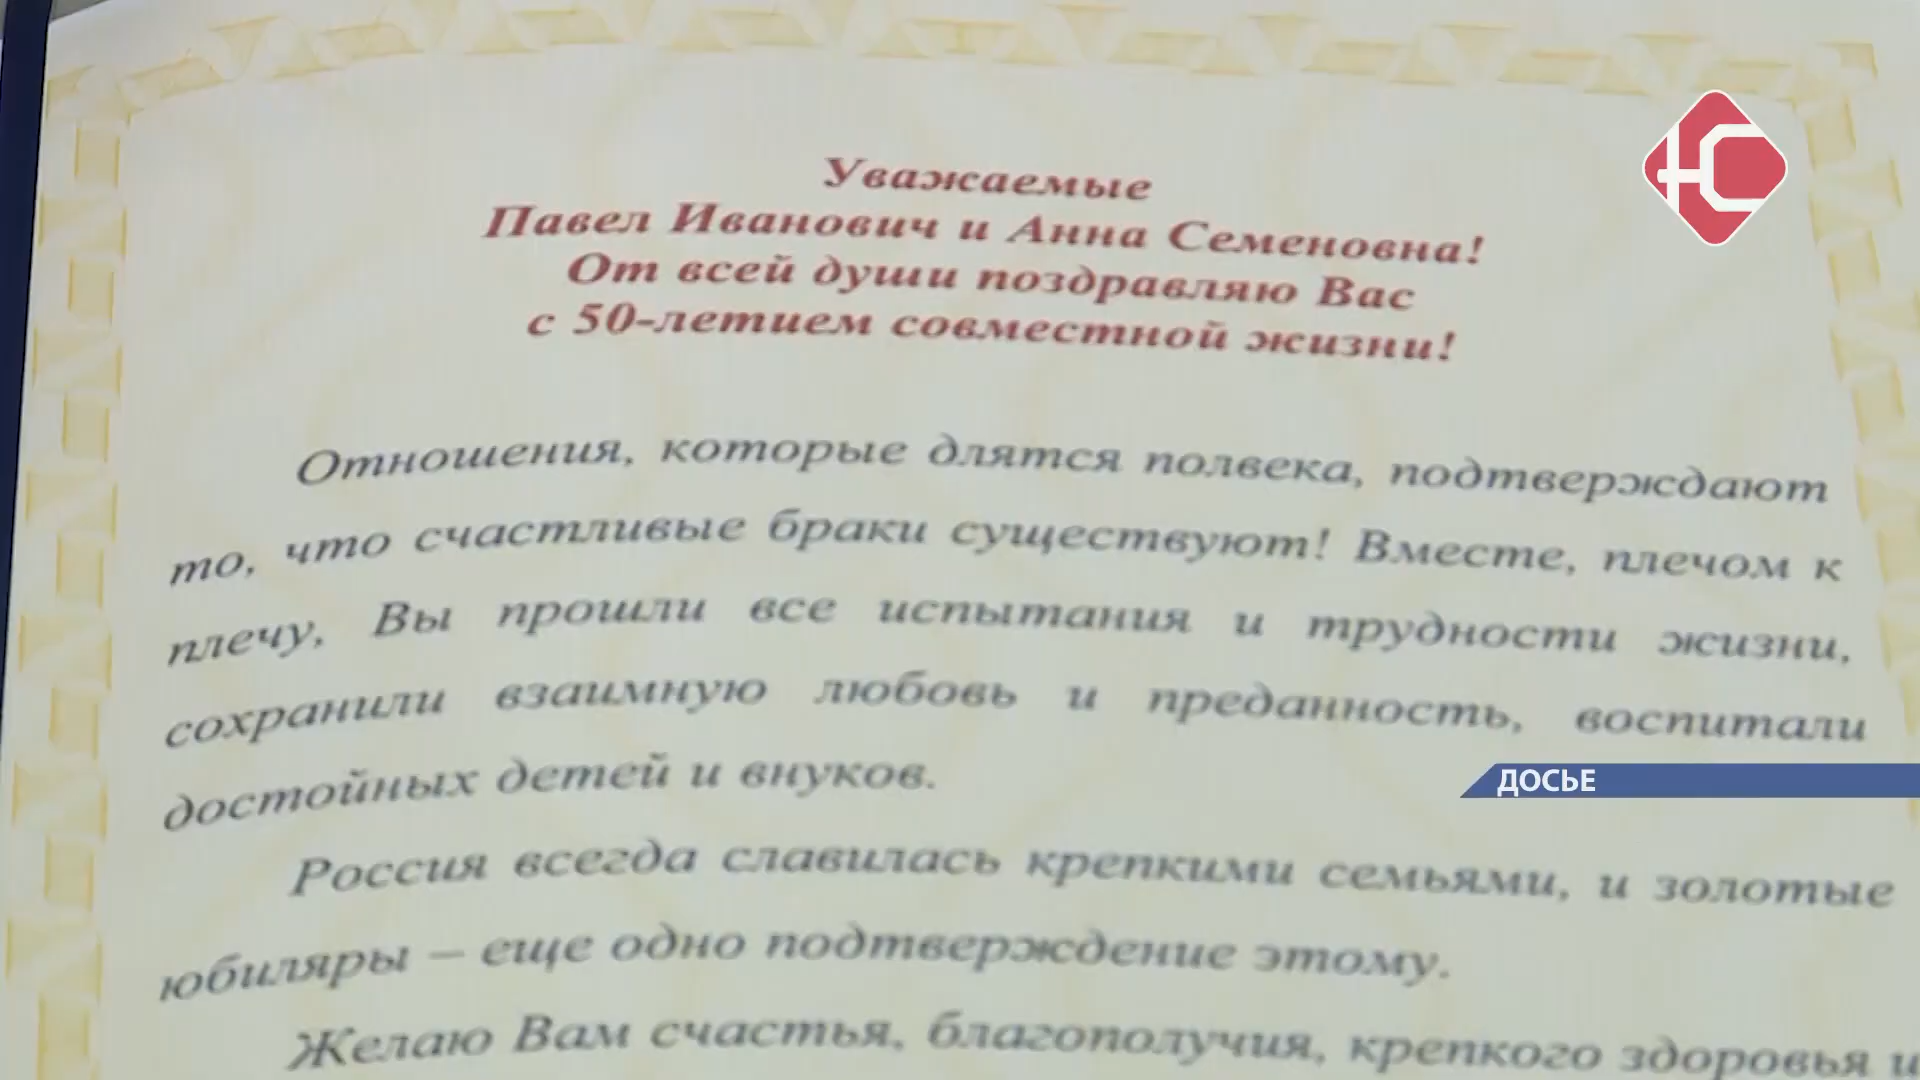 Уважаемые
Павел Иванович и Анна Семеновна!
От всей души поздравляю Вас
с 50-летием совместной жизни!
Отношения, которые длятся полвека, подтверждают
то, что счастливые браки существуют! Вместе, плечом к
плечу, Вы прошли все испытания и трудности жизни,
сохранили взаимную любовь и преданность, воспитали
достойных детей и внуков.
ДОСЬЕ
Россия всегда славилась крепкими семьями, и золотые
юбиляры – еще одно подтверждение этому.
Желаю Вам счастья, благополучия, крепкого здоровья и